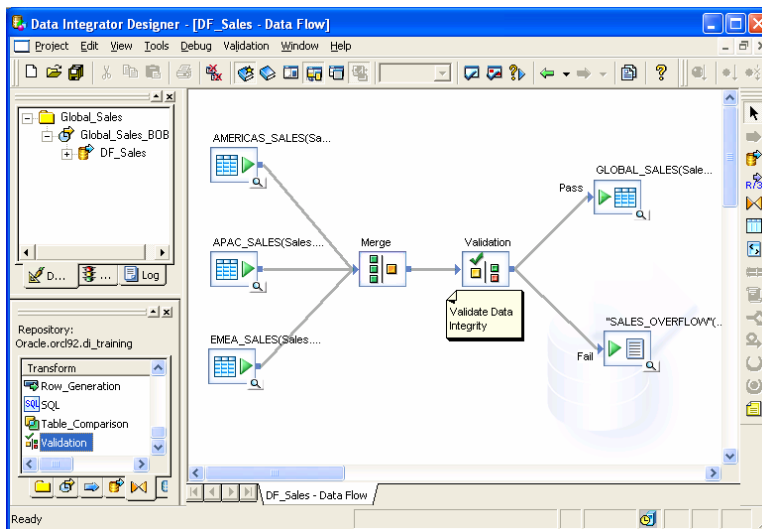 Data Integrator Designer - [DF_Sales - Data Flow]
Project Edit View Tools Debug Validation Window Help
Global_Sales
Global_Sales_BOB
DF_Sales
D... ... Log
Repository:
Oracle.orcl92.di_training
Transform
Row_Generation
SQL SQL
Table_Comparison
Validation
AMERICAS_SALES(Sa...
APAC_SALES(Sales....
EMEA_SALES(Sales....
Merge
Validation
Validate Data
Integrity
Pass
GLOBAL_SALES(Sale...
"SALES_OVERFLOW"(...
Fail
R/3
DF_Sales - Data Flow
Ready